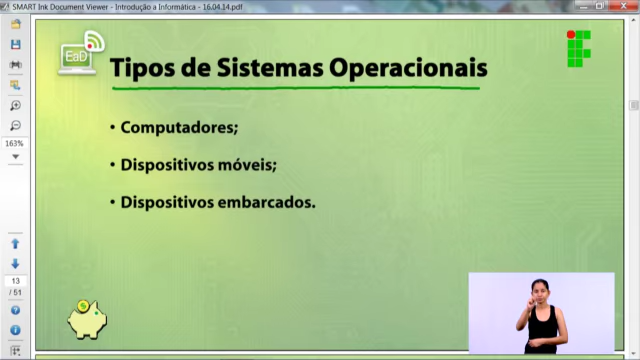 SMART Ink Document Viewer - Introdução a Informática - 16.04.14.pdf
EaD
Tipos de Sistemas Operacionais
• Computadores;
• Dispositivos móveis;
• Dispositivos embarcados.
163%
13
/ 51